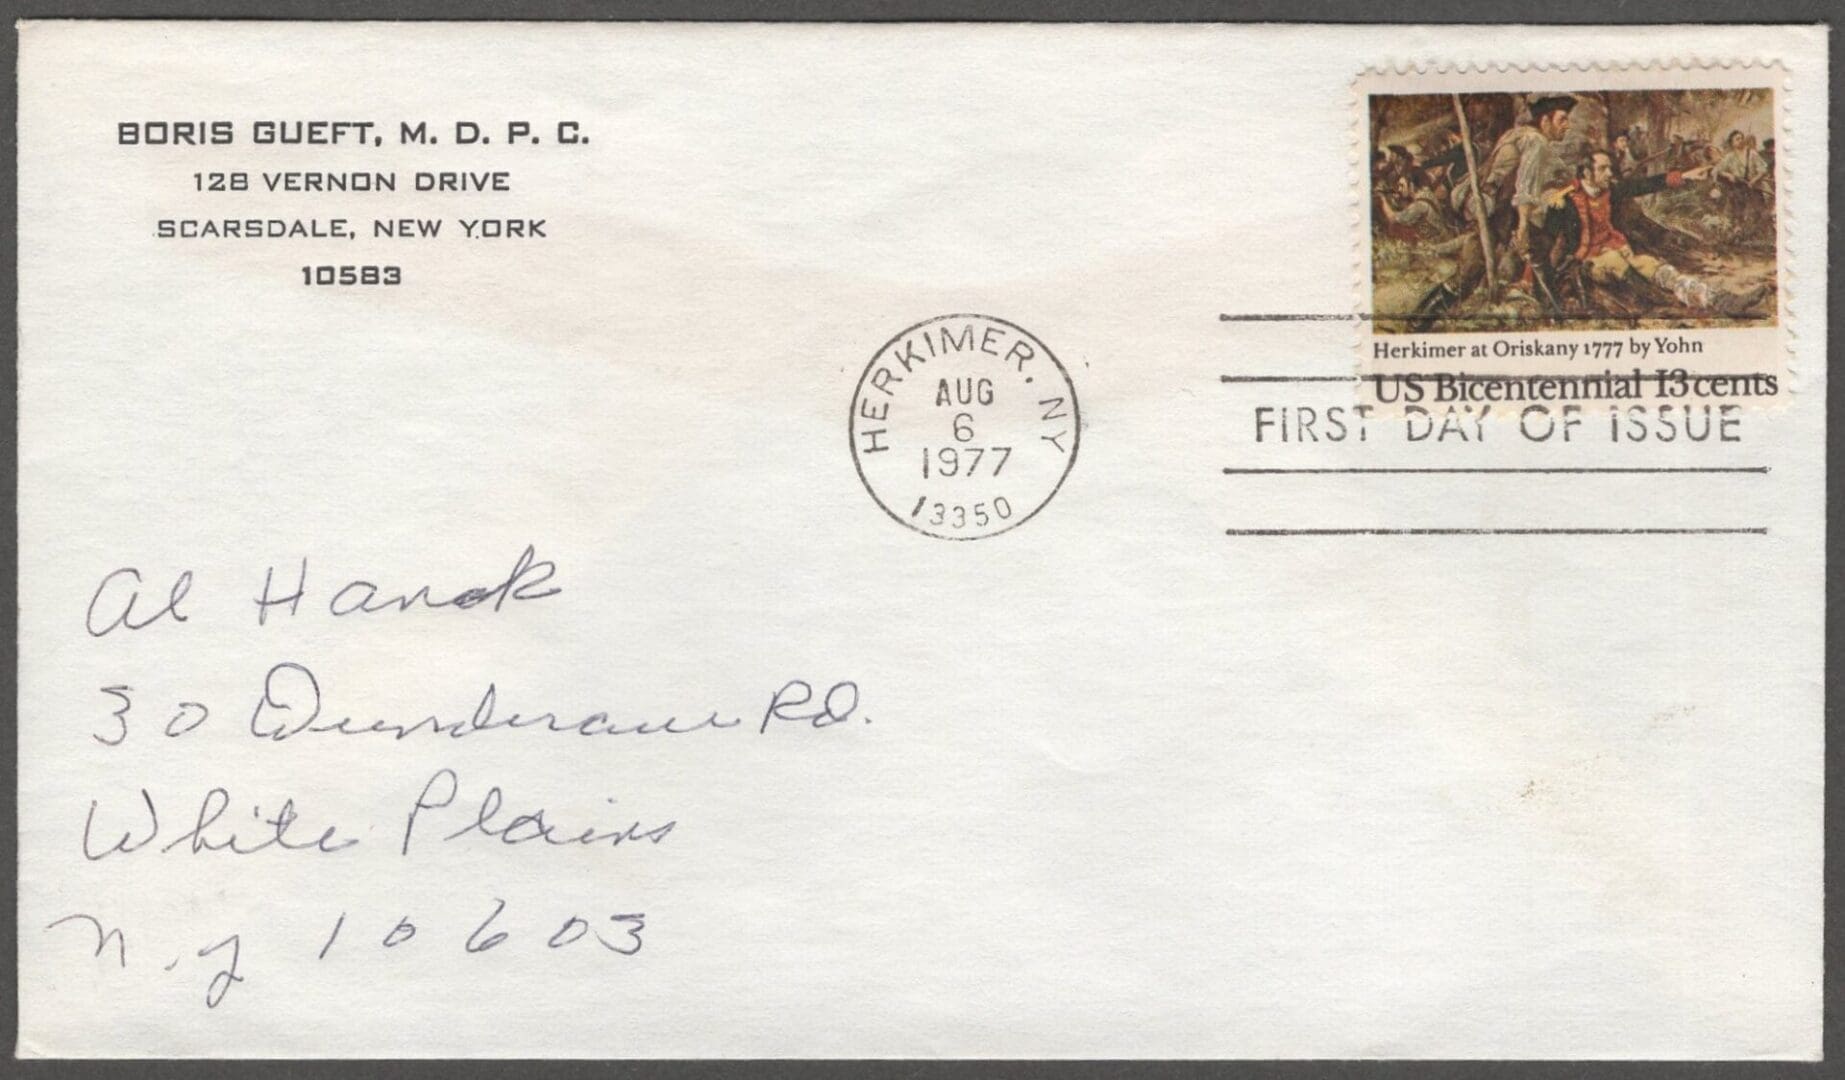 BORIS GUEFT, M. D. P. C.
128 VERNON DRIVE
SCARSDALE, NEW YORK
10583
Herkimer at Oriskany 1777 by Yohn
US Bicentennial 13 cents
HERKIMER, NY
AUG
6
1977
13350
FIRST DAY OF ISSUE
Al
30 Rd.
White Plains
N.Y 10603